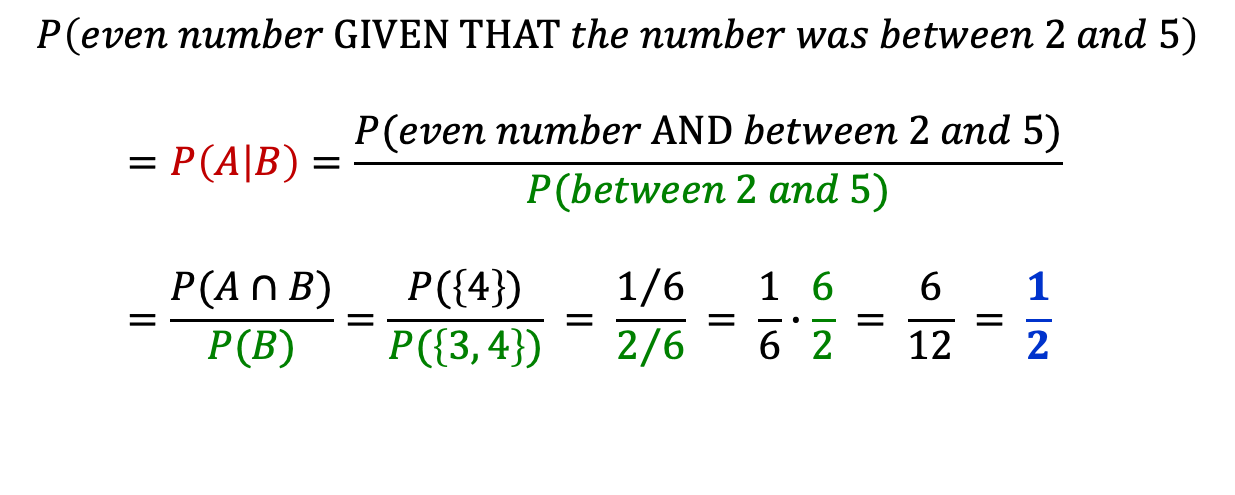 P(even number GIVEN THAT the number was between 2 and 5)
= P(A|B) = P(even number AND between 2 and 5) / P(between 2 and 5)
= P(A ∩ B) / P(B) = P({4}) / P({3, 4}) = 1/6 / 2/6 = 1/6 · 6/2 = 6/12 = 1/2